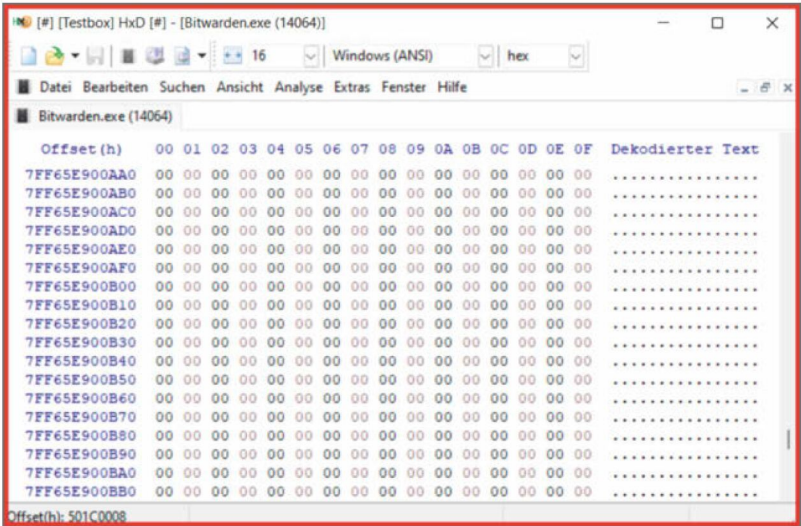 [#] [Testbox] HxD [#] - [Bitwarden.exe (14064)]
16 Windows (ANSI) hex
Datei Bearbeiten Suchen Ansicht Analyse Extras Fenster Hilfe
Bitwarden.exe (14064)
Offset(h) 00 01 02 03 04 05 06 07 08 09 0A 0B 0C 0D 0E 0F Dekodierter Text
7FF65E900AA0 00 00 00 00 00 00 00 00 00 00 00 00 00 00 00 00 ................
7FF65E900AB0 00 00 00 00 00 00 00 00 00 00 00 00 00 00 00 00 ................
7FF65E900AC0 00 00 00 00 00 00 00 00 00 00 00 00 00 00 00 00 ................
7FF65E900AD0 00 00 00 00 00 00 00 00 00 00 00 00 00 00 00 00 ................
7FF65E900AE0 00 00 00 00 00 00 00 00 00 00 00 00 00 00 00 00 ................
7FF65E900AF0 00 00 00 00 00 00 00 00 00 00 00 00 00 00 00 00 ................
7FF65E900B00 00 00 00 00 00 00 00 00 00 00 00 00 00 00 00 00 ................
7FF65E900B10 00 00 00 00 00 00 00 00 00 00 00 00 00 00 00 00 ................
7FF65E900B20 00 00 00 00 00 00 00 00 00 00 00 00 00 00 00 00 ................
7FF65E900B30 00 00 00 00 00 00 00 00 00 00 00 00 00 00 00 00 ................
7FF65E900B40 00 00 00 00 00 00 00 00 00 00 00 00 00 00 00 00 ................
7FF65E900B50 00 00 00 00 00 00 00 00 00 00 00 00 00 00 00 00 ................
7FF65E900B60 00 00 00 00 00 00 00 00 00 00 00 00 00 00 00 00 ................
7FF65E900B70 00 00 00 00 00 00 00 00 00 00 00 00 00 00 00 00 ................
7FF65E900B80 00 00 00 00 00 00 00 00 00 00 00 00 00 00 00 00 ................
7FF65E900B90 00 00 00 00 00 00 00 00 00 00 00 00 00 00 00 00 ................
7FF65E900BA0 00 00 00 00 00 00 00 00 00 00 00 00 00 00 00 00 ................
7FF65E900BB0 00 00 00 00 00 00 00 00 00 00 00 00 00 00 00 00 ................
Offset(h): 501C0008